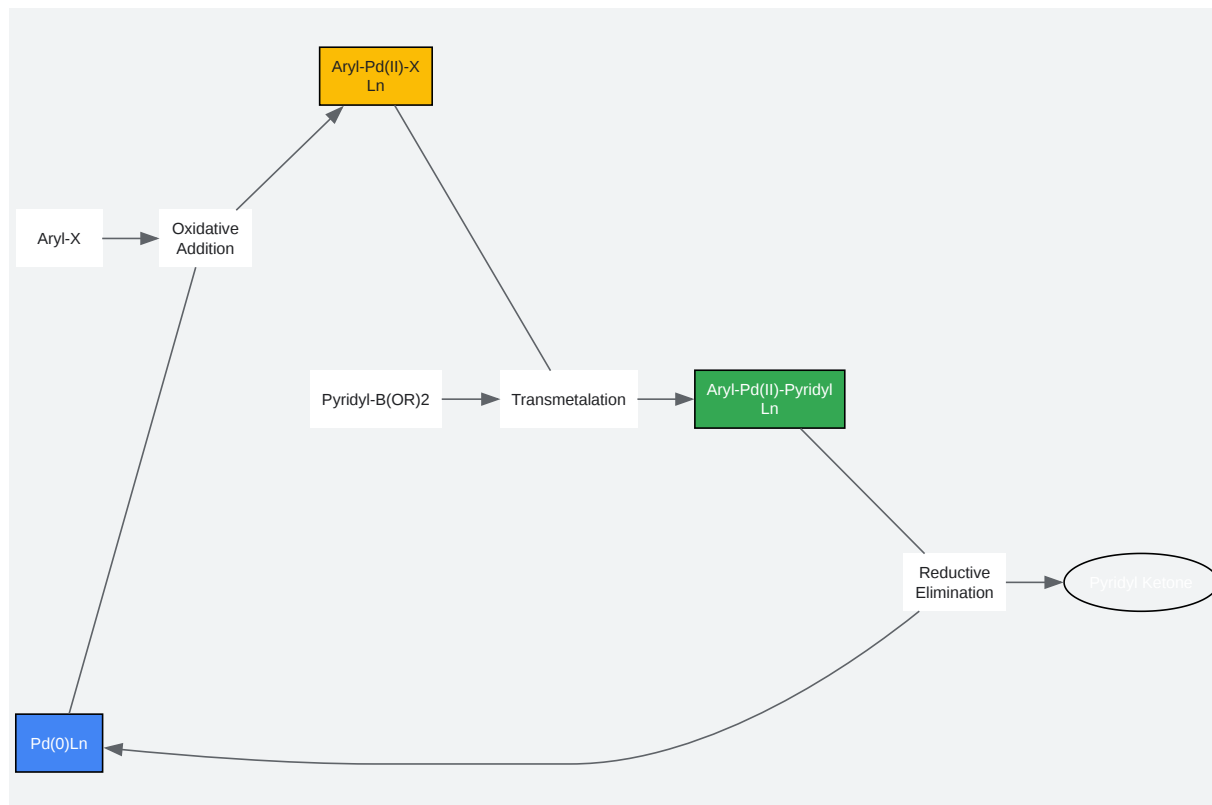 Aryl-Pd(II)-X
Ln
Aryl-X
Oxidative
Addition
Pyridyl-B(OR)2
Transmetalation
Aryl-Pd(II)-Pyridyl
Ln
Reductive
Elimination
Pyridyl Ketone
Pd(0)Ln